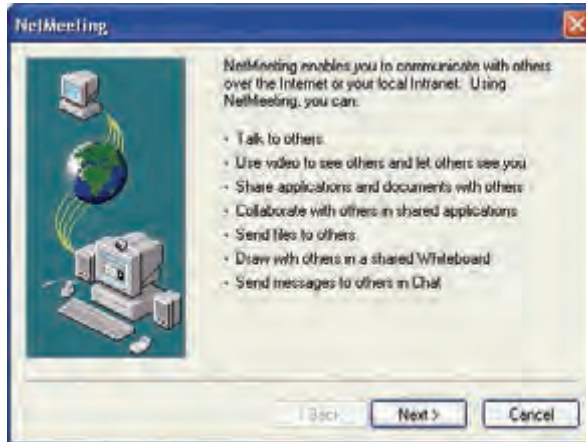 NetMeeting
NetMeeting enables you to communicate with others
over the Internet or your local Intranet. Using
NetMeeting, you can:
- Talk to others
- Use video to see others and let others see you
- Share applications and documents with others
- Collaborate with others in shared applications
- Send files to others
- Draw with others in a shared Whiteboard
- Send messages to others in Chat
< Back
Next >
Cancel